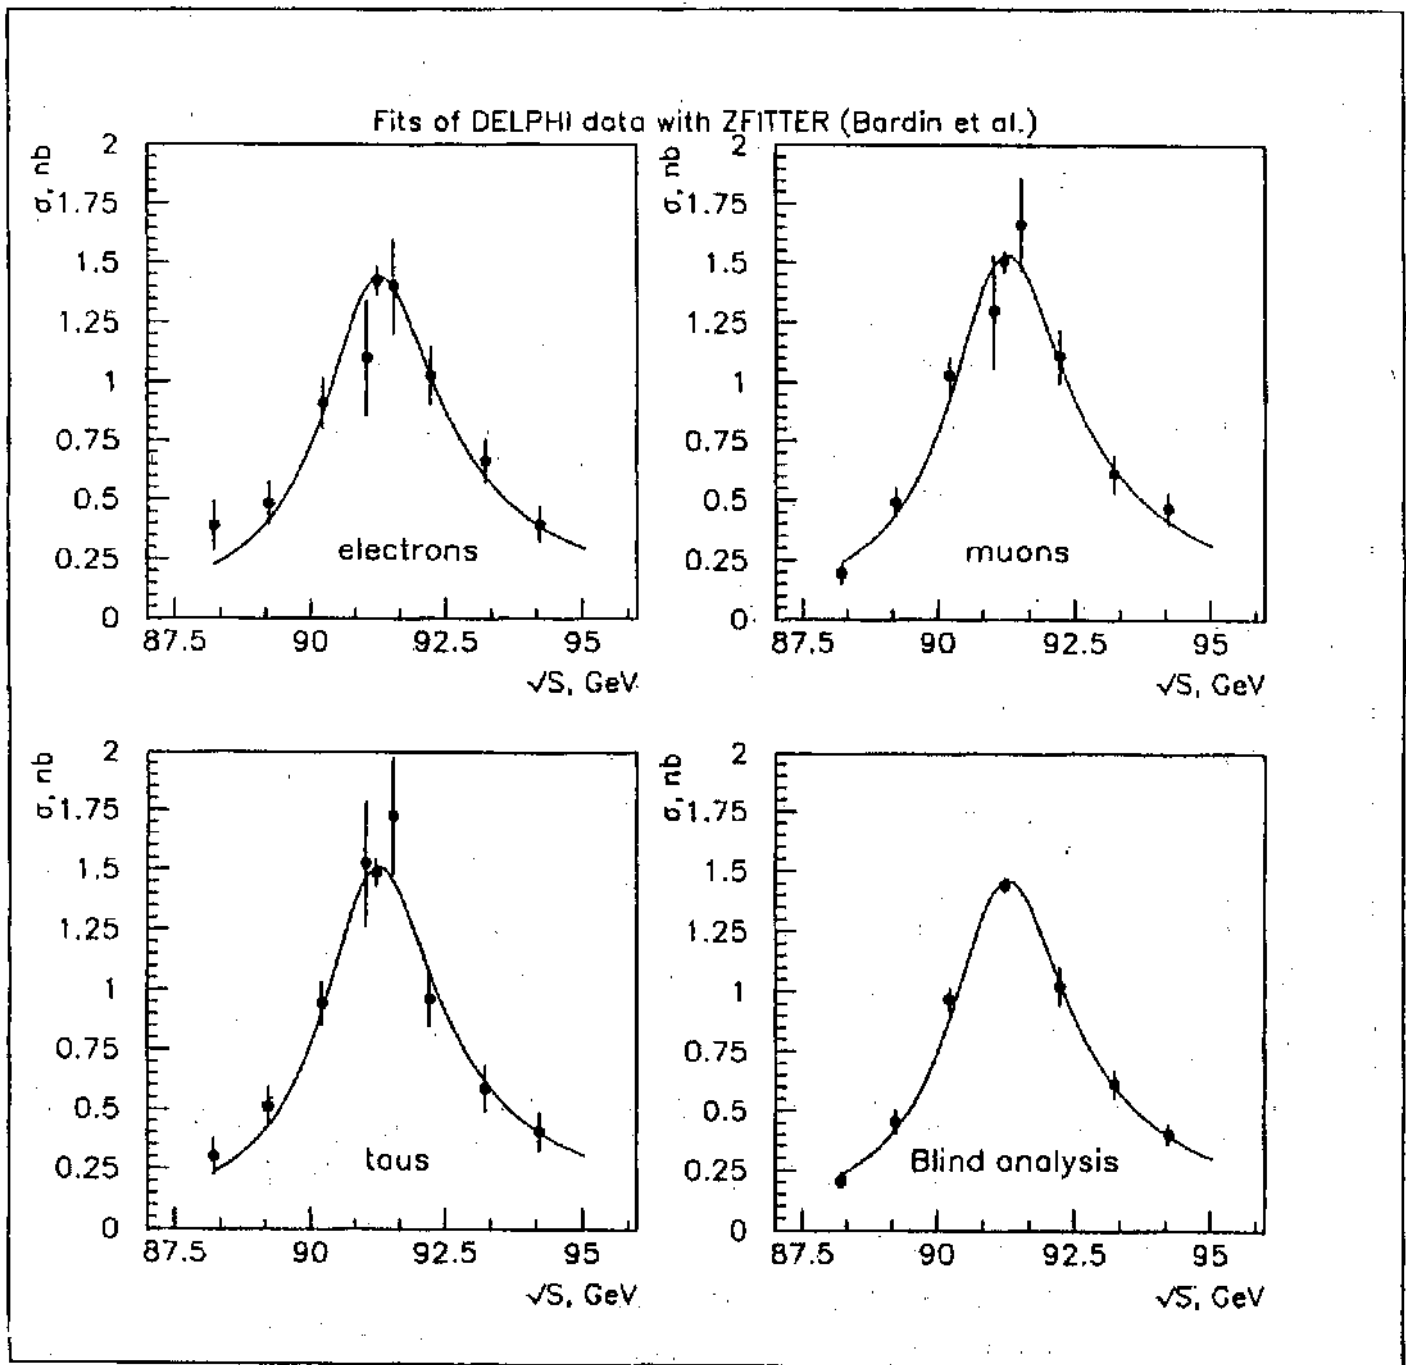 Fits of DELPHI data with ZFITTER (Bardin et al.)
σ, nb
2
1.75
1.5
1.25
1
0.75
0.5
0.25
0
electrons
87.5 90 92.5 95
√S, GeV
σ, nb
2
1.75
1.5
1.25
1
0.75
0.5
0.25
0
muons
87.5 90 92.5 95
√S, GeV
σ, nb
2
1.75
1.5
1.25
1
0.75
0.5
0.25
0
taus
87.5 90 92.5 95
√S, GeV
σ, nb
2
1.75
1.5
1.25
1
0.75
0.5
0.25
0
Blind analysis
87.5 90 92.5 95
√S, GeV